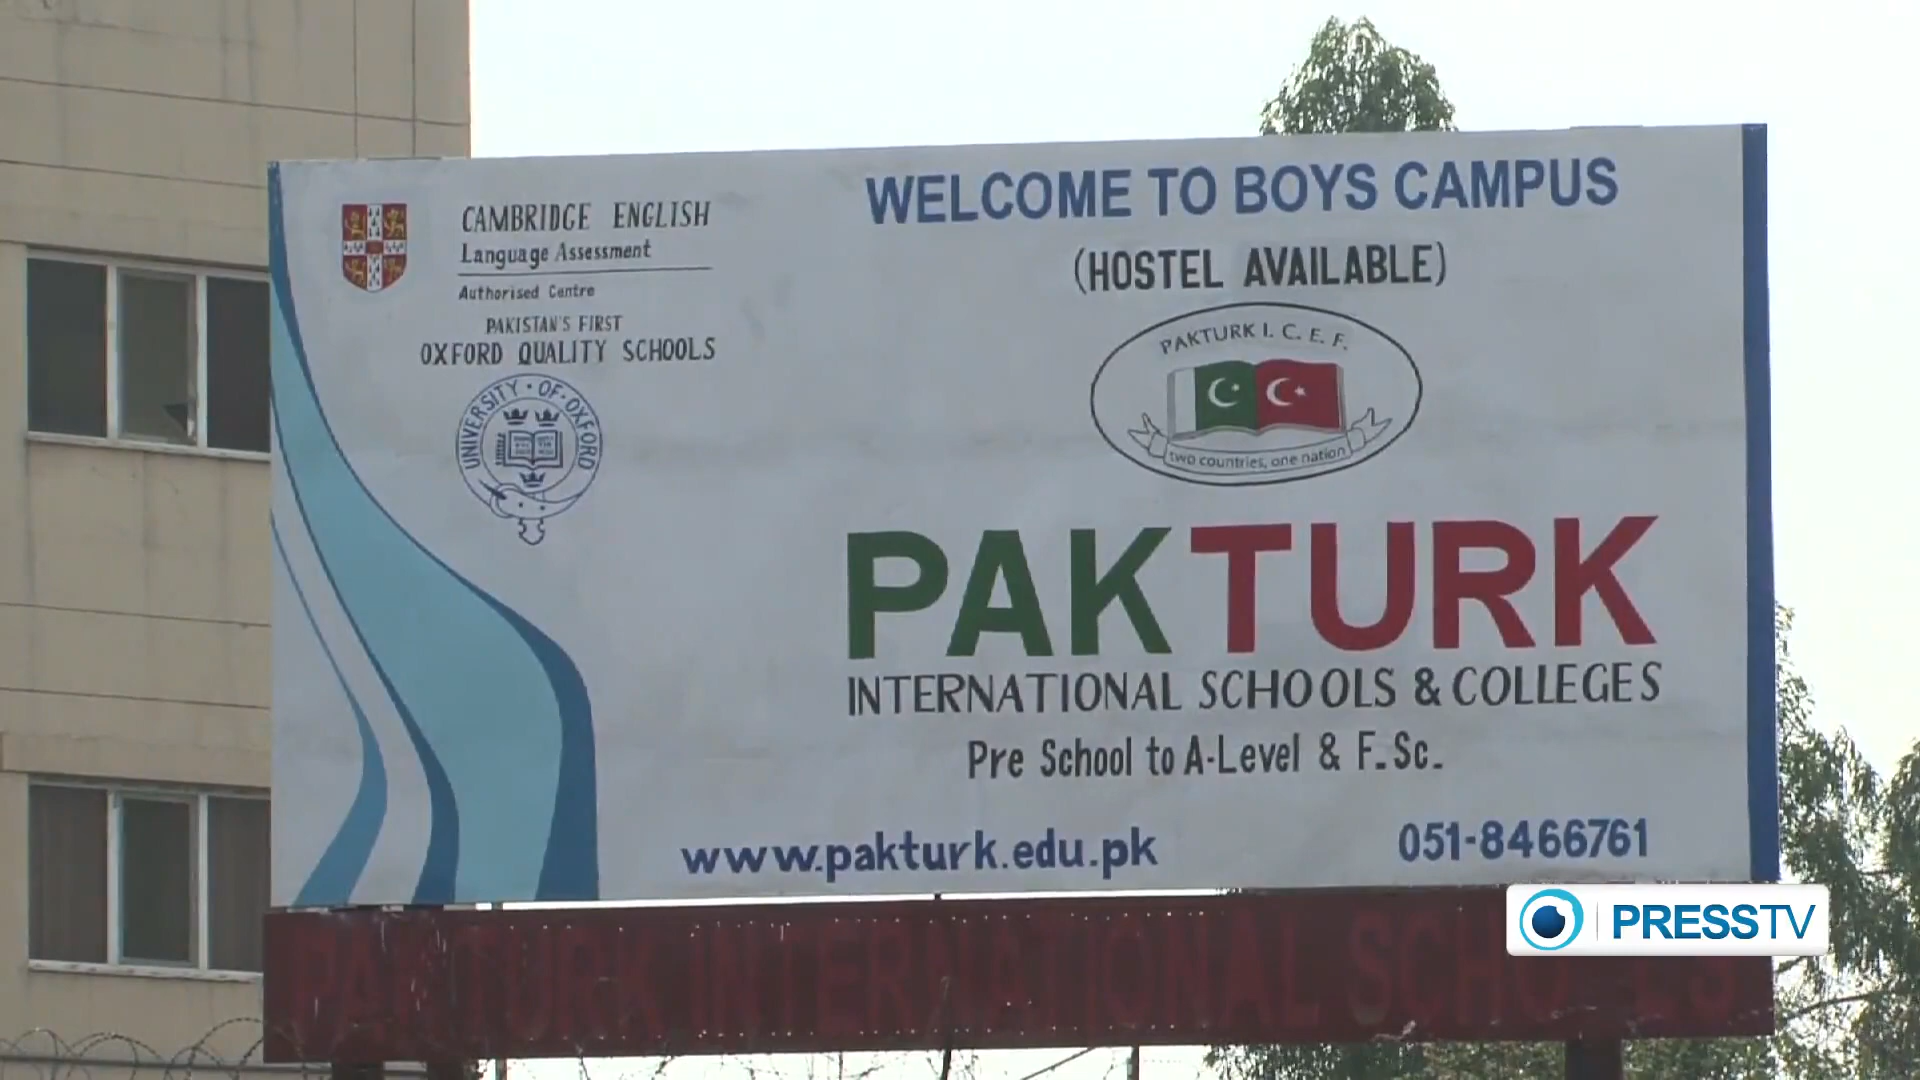 WELCOME TO BOYS CAMPUS
(HOSTEL AVAILABLE)
CAMBRIDGE ENGLISH
Language Assessment
Authorised Centre
PAKISTAN'S FIRST
OXFORD QUALITY SCHOOLS
UNIVERSITY · OF · OXFORD
PAKTURK I. C. E. F.
two countries, one nation
PAKTURK
INTERNATIONAL SCHOOLS & COLLEGES
Pre School to A-Level & F.Sc.
www.pakturk.edu.pk
051-8466761
PAKTURK INTERNATIONAL
PRESSTV